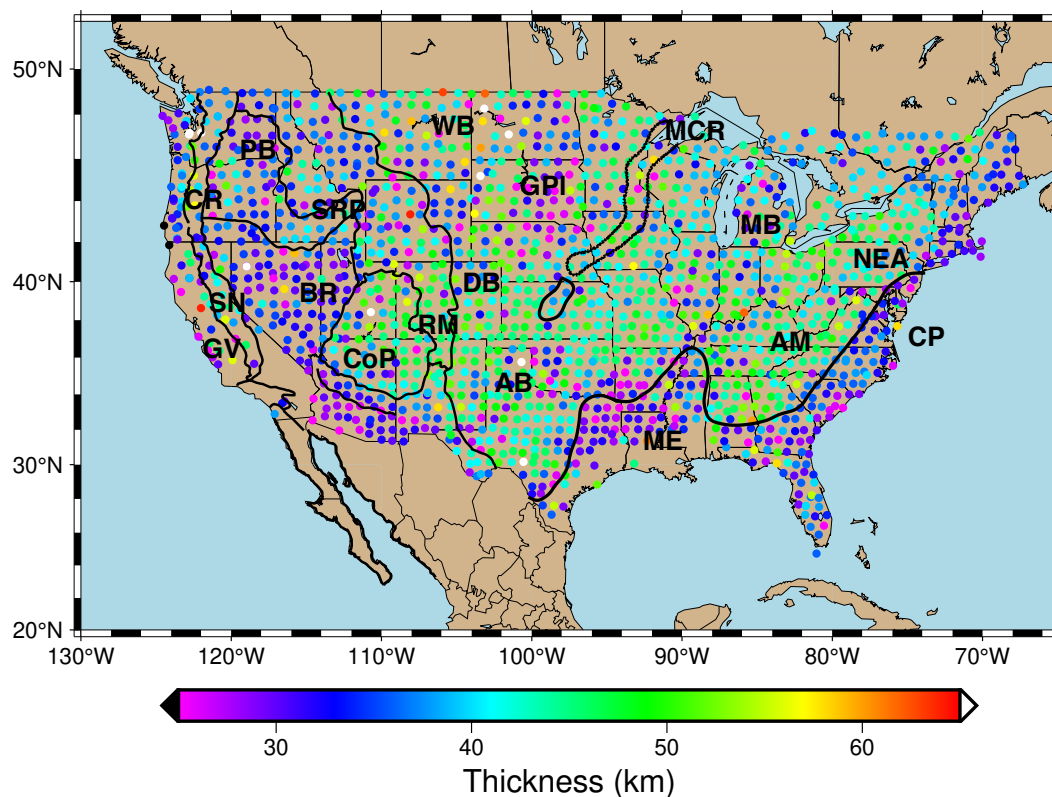 50°N
40°N
30°N
20°N
WB
MCR
PB
GPI
CR
SRP
MB
NEA
DB
BR
SN
RM
CP
GV
AM
CoP
AB
ME
130°W 120°W 110°W 100°W 90°W 80°W 70°W
30 40 50 60
Thickness (km)